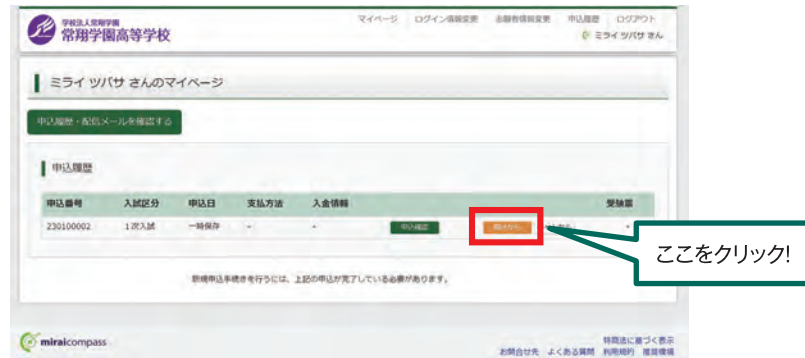 学校法人常翔学園
常翔学園高等学校
マイページ ログイン情報変更 志願者情報変更 申込履歴 ログアウト
ミライ ツバサ さん
ミライ ツバサ さんのマイページ
申込履歴・配信メールを確認する
申込履歴
申込番号 入試区分 申込日 支払方法 入金情報 受験票
230100002 1次入試 一時保存 - - 申込確認 続きから -
ここをクリック!
新規申込手続きを行うには、上記の申込が完了している必要があります。
miraicompass
特商法に基づく表示
お問合せ先 よくある質問 利用規約 推奨環境